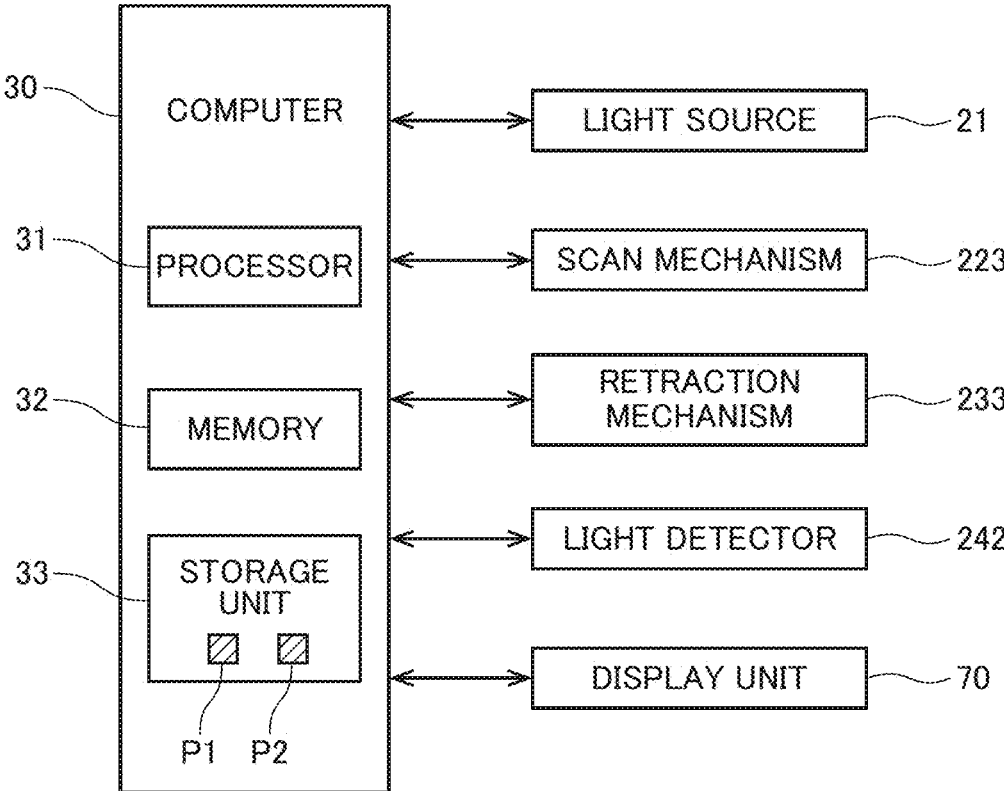 30
COMPUTER
LIGHT SOURCE
21
31
PROCESSOR
SCAN MECHANISM
223
32
MEMORY
RETRACTION
MECHANISM
233
33
STORAGE
UNIT
LIGHT DETECTOR
242
P1
P2
DISPLAY UNIT
70